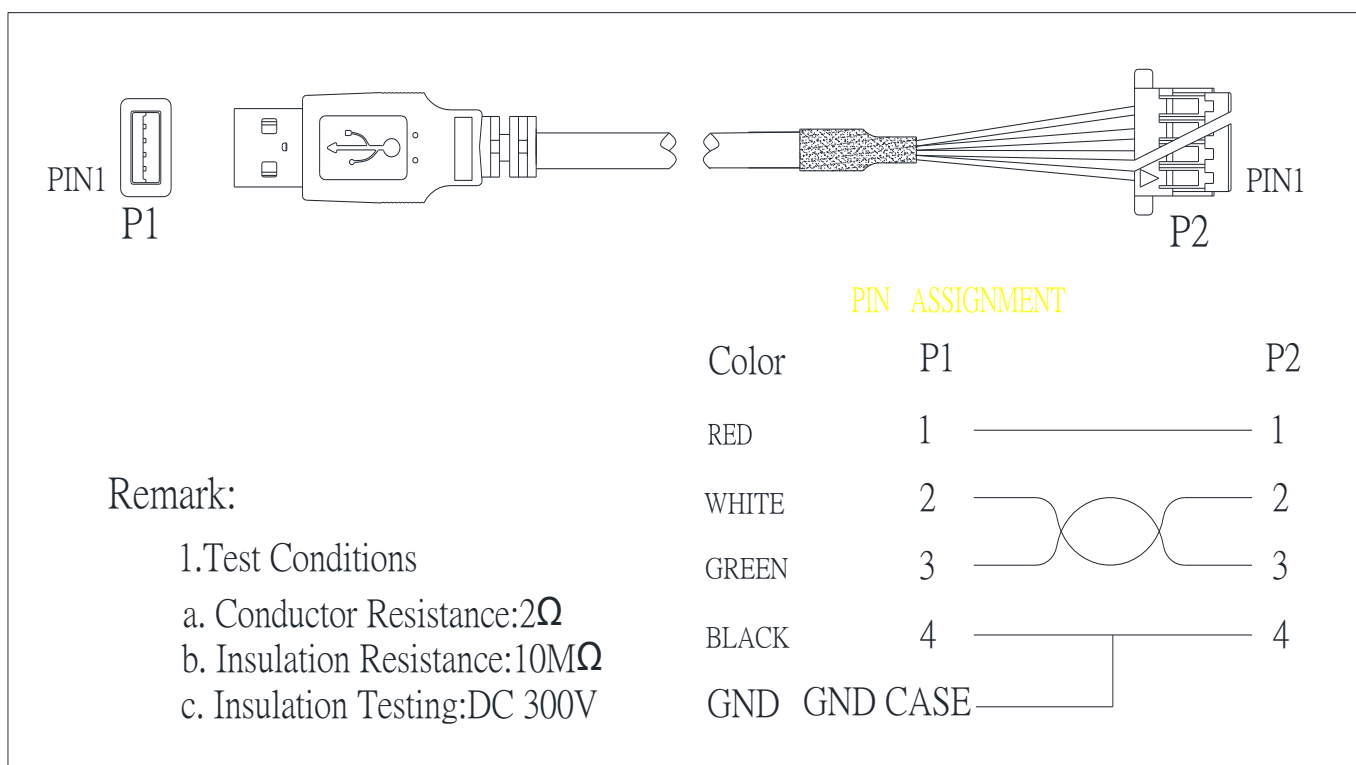 PIN1
P1
PIN1
P2
PIN ASSIGNMENT
Color P1 P2
RED 1 1
WHITE 2 2
GREEN 3 3
BLACK 4 4
GND GND CASE
Remark:
1.Test Conditions
a. Conductor Resistance:2Ω
b. Insulation Resistance:10MΩ
c. Insulation Testing:DC 300V